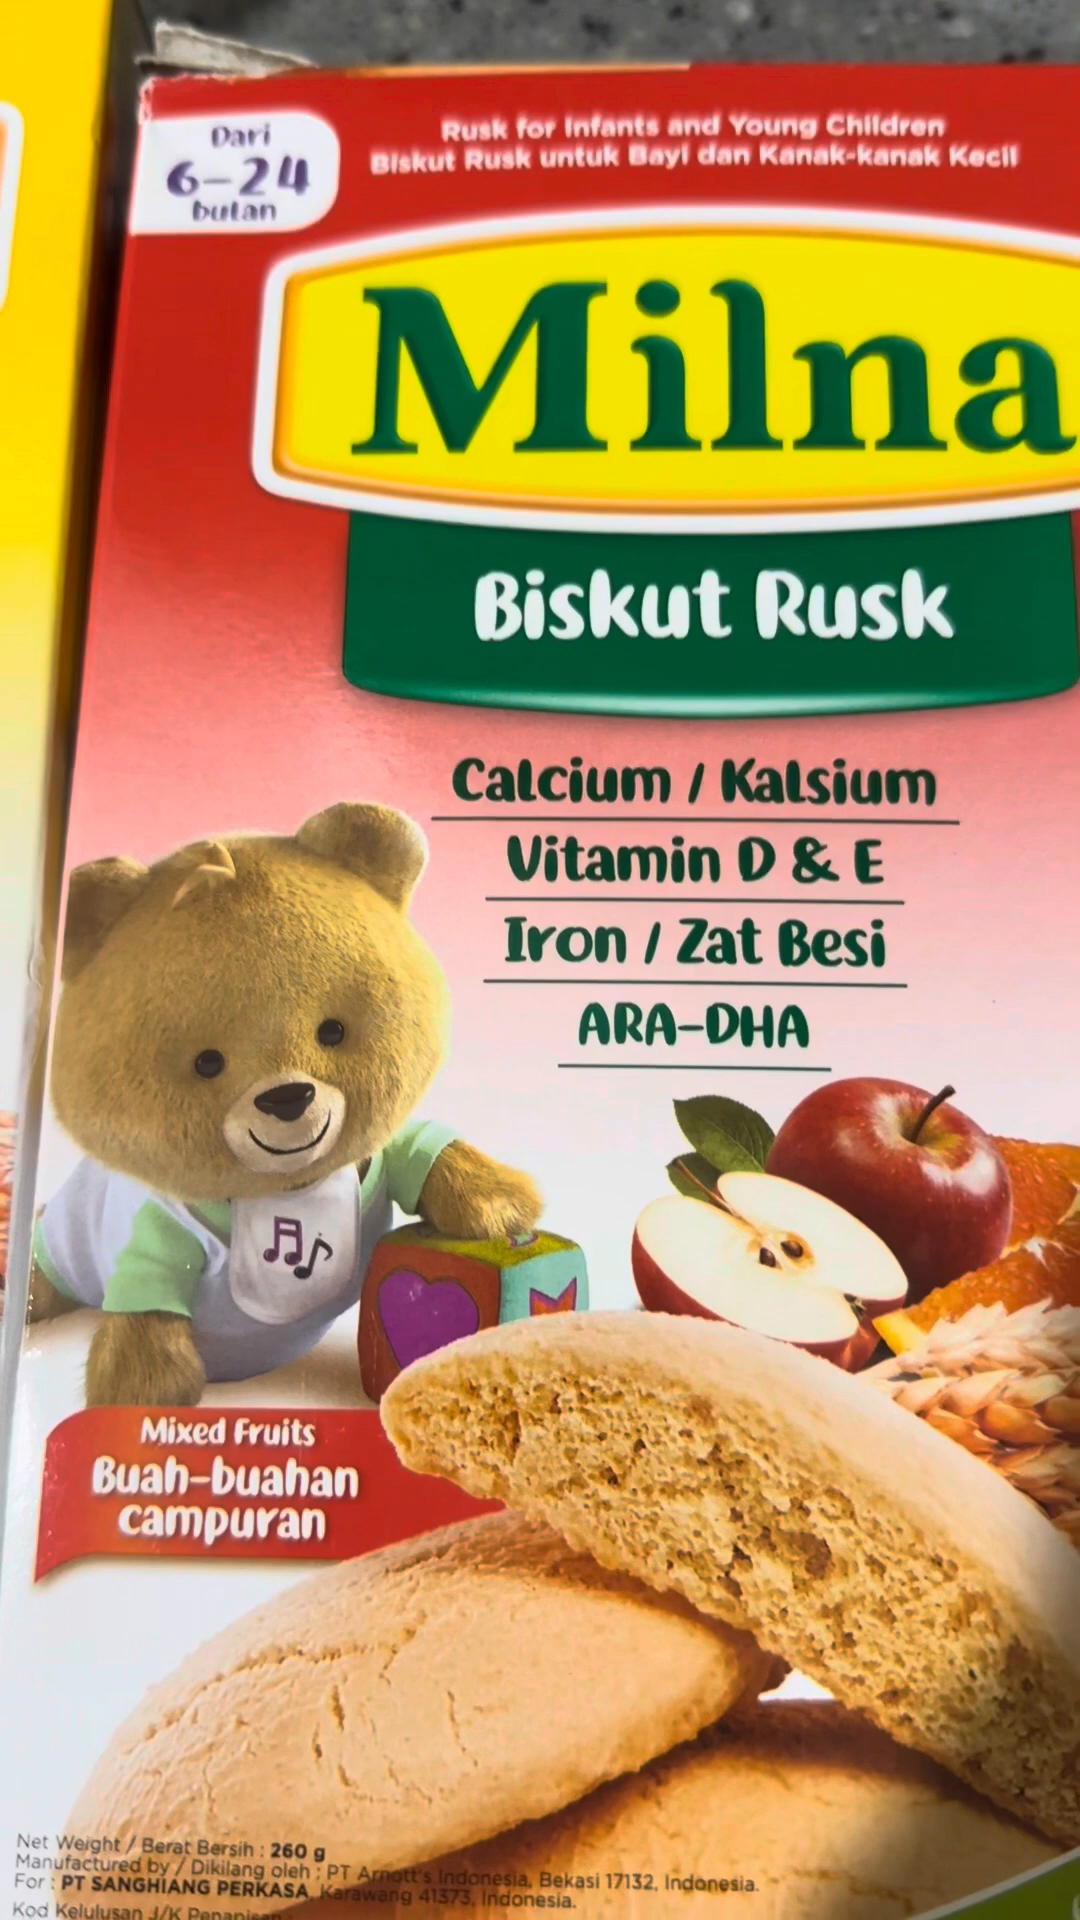 Dari
6-24
bulan
Rusk for Infants and Young Children
Biskut Rusk untuk Bayi dan Kanak-kanak Kecil
Milna
Biskut Rusk
Calcium / Kalsium
Vitamin D & E
Iron / Zat Besi
ARA-DHA
Mixed Fruits
Buah-buahan
campuran
Net Weight / Berat Bersih : 260 g
Manufactured by / Dikilang oleh : PT Arnott's Indonesia, Bekasi 17132, Indonesia.
For : PT SANGHIANG PERKASA, Karawang 41373, Indonesia.
Kod Kelulusan J/K Penapisan :